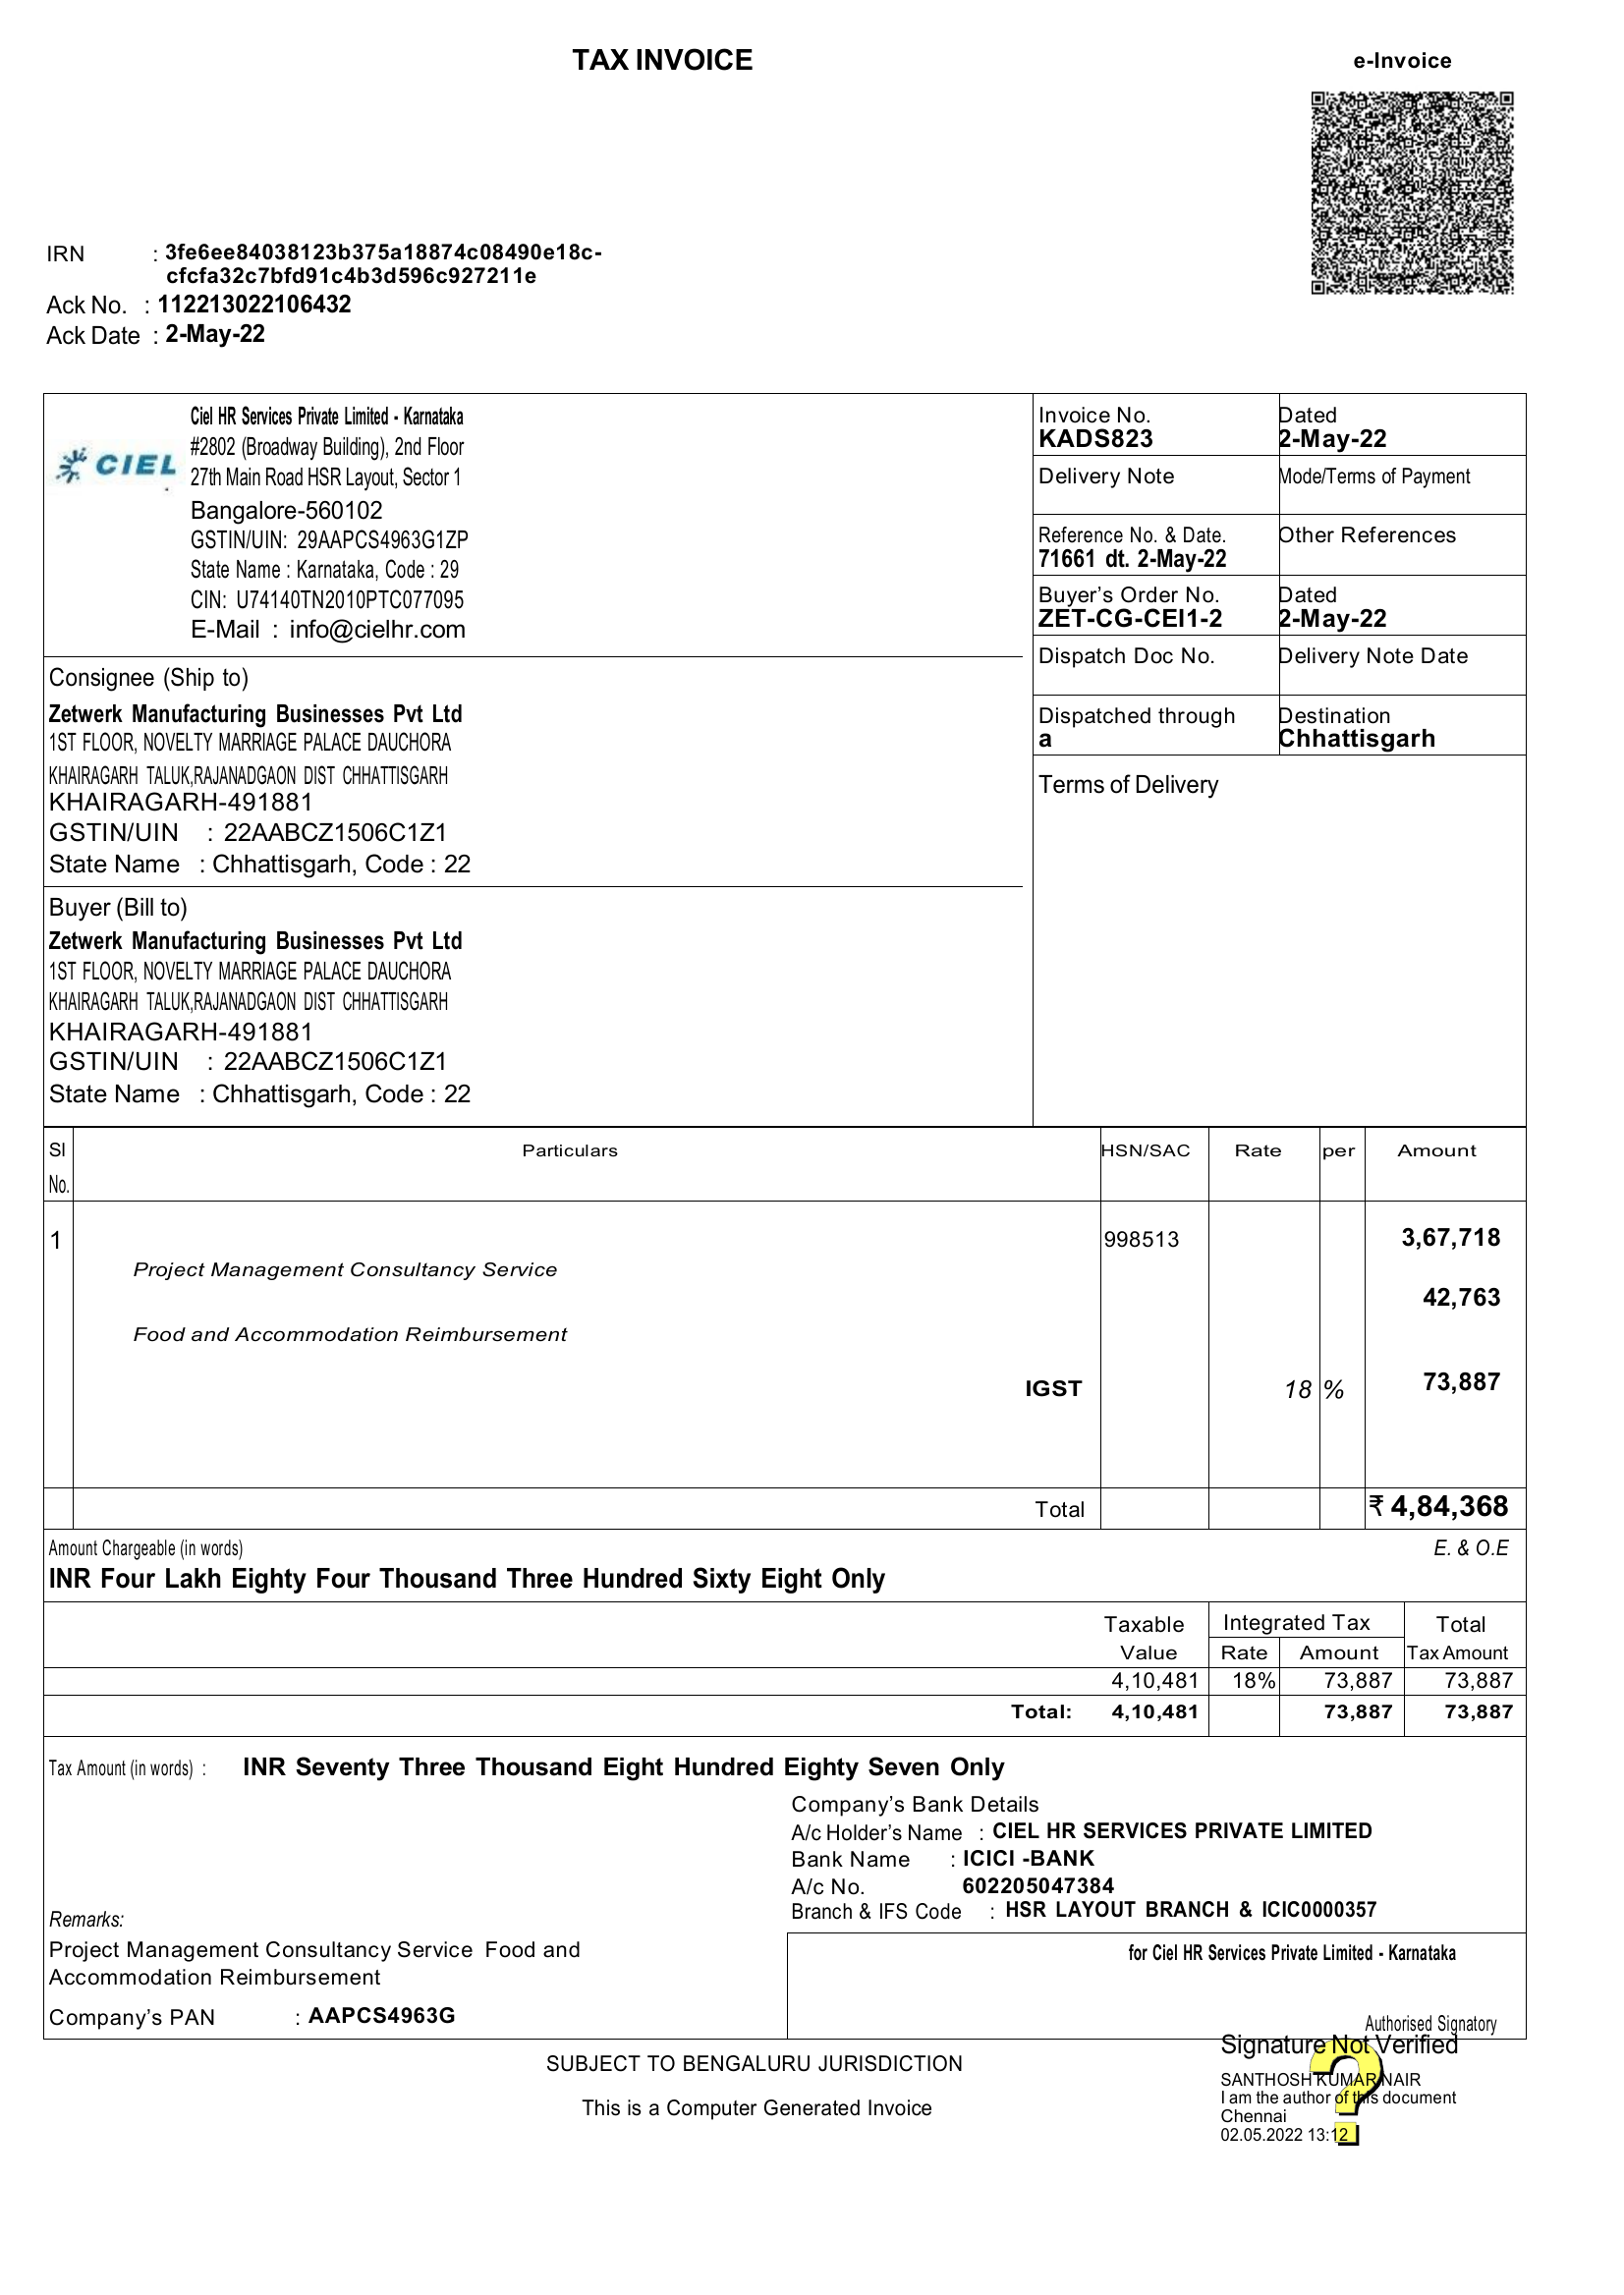 TAX INVOICE
e-Invoice
IRN : 3fe6ee84038123b375a18874c08490e18c-
cfcfa32c7bfd91c4b3d596c927211e
Ack No. : 112213022106432
Ack Date : 2-May-22
CIEL
Ciel HR Services Private Limited - Karnataka
#2802 (Broadway Building), 2nd Floor
27th Main Road HSR Layout, Sector 1
Bangalore-560102
GSTIN/UIN: 29AAPCS4963G1ZP
State Name : Karnataka, Code : 29
CIN: U74140TN2010PTC077095
E-Mail : info@cielhr.com
Invoice No. Dated
KADS823 2-May-22
Delivery Note Mode/Terms of Payment
Reference No. & Date. Other References
71661 dt. 2-May-22
Buyer’s Order No. Dated
ZET-CG-CEI1-2 2-May-22
Dispatch Doc No. Delivery Note Date
Dispatched through Destination
a Chhattisgarh
Terms of Delivery
Consignee (Ship to)
Zetwerk Manufacturing Businesses Pvt Ltd
1ST FLOOR, NOVELTY MARRIAGE PALACE DAUCHORA
KHAIRAGARH TALUK,RAJANADGAON DIST CHHATTISGARH
KHAIRAGARH-491881
GSTIN/UIN : 22AABCZ1506C1Z1
State Name : Chhattisgarh, Code : 22
Buyer (Bill to)
Zetwerk Manufacturing Businesses Pvt Ltd
1ST FLOOR, NOVELTY MARRIAGE PALACE DAUCHORA
KHAIRAGARH TALUK,RAJANADGAON DIST CHHATTISGARH
KHAIRAGARH-491881
GSTIN/UIN : 22AABCZ1506C1Z1
State Name : Chhattisgarh, Code : 22
Sl Particulars HSN/SAC Rate per Amount
No.
1 998513 3,67,718
Project Management Consultancy Service
42,763
Food and Accommodation Reimbursement
IGST 18 % 73,887
Total ₹ 4,84,368
Amount Chargeable (in words) E. & O.E
INR Four Lakh Eighty Four Thousand Three Hundred Sixty Eight Only
Taxable Integrated Tax Total
Value Rate Amount Tax Amount
4,10,481 18% 73,887 73,887
Total: 4,10,481 73,887 73,887
Tax Amount (in words) : INR Seventy Three Thousand Eight Hundred Eighty Seven Only
Company’s Bank Details
A/c Holder’s Name : CIEL HR SERVICES PRIVATE LIMITED
Bank Name : ICICI -BANK
A/c No. 602205047384
Branch & IFS Code : HSR LAYOUT BRANCH & ICIC0000357
Remarks:
Project Management Consultancy Service Food and
Accommodation Reimbursement
Company’s PAN : AAPCS4963G
for Ciel HR Services Private Limited - Karnataka
Authorised Signatory
Signature Not Verified
SANTHOSH KUMAR NAIR
I am the author of this document
Chennai
02.05.2022 13:12
SUBJECT TO BENGALURU JURISDICTION
This is a Computer Generated Invoice